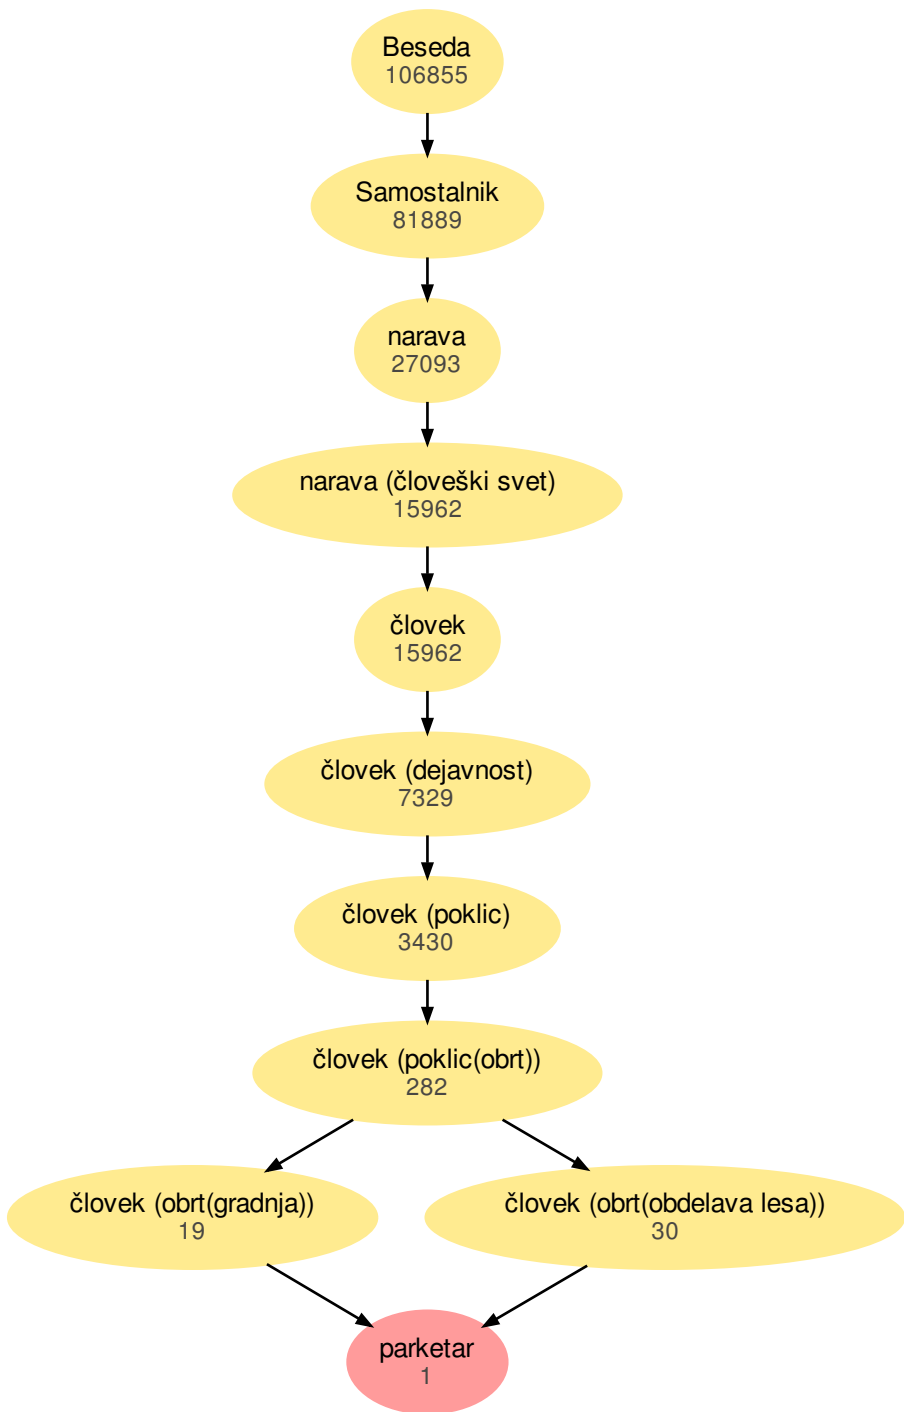 Beseda
106855
Samostalnik
81889
narava
27093
narava (človeški svet)
15962
človek
15962
človek (dejavnost)
7329
človek (poklic)
3430
človek (poklic(obrt))
282
človek (obrt(gradnja))
19
človek (obrt(obdelava lesa))
30
parketar
1